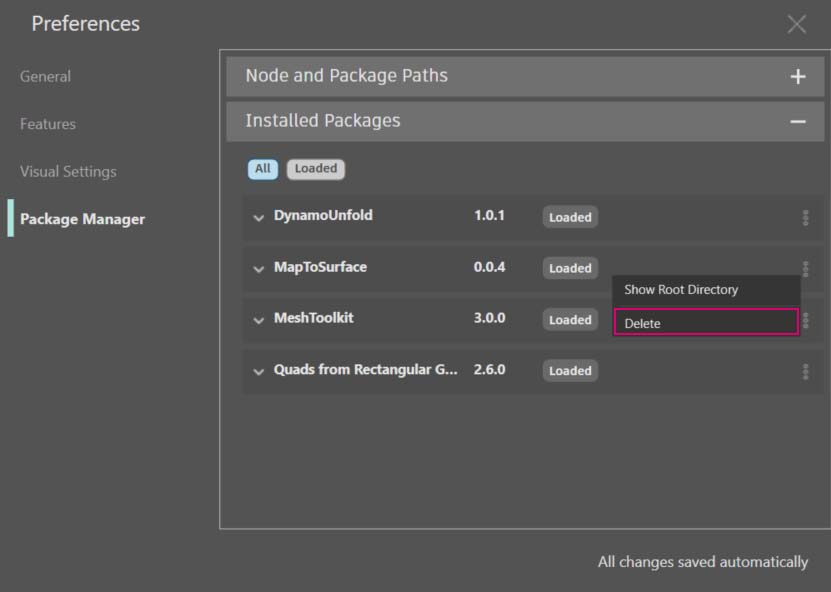 Preferences
General
Features
Visual Settings
Package Manager
Node and Package Paths
Installed Packages
All Loaded
DynamoUnfold 1.0.1 Loaded
MapToSurface 0.0.4 Loaded
Show Root Directory
MeshToolkit 3.0.0 Loaded
Delete
Quads from Rectangular G... 2.6.0 Loaded
All changes saved automatically